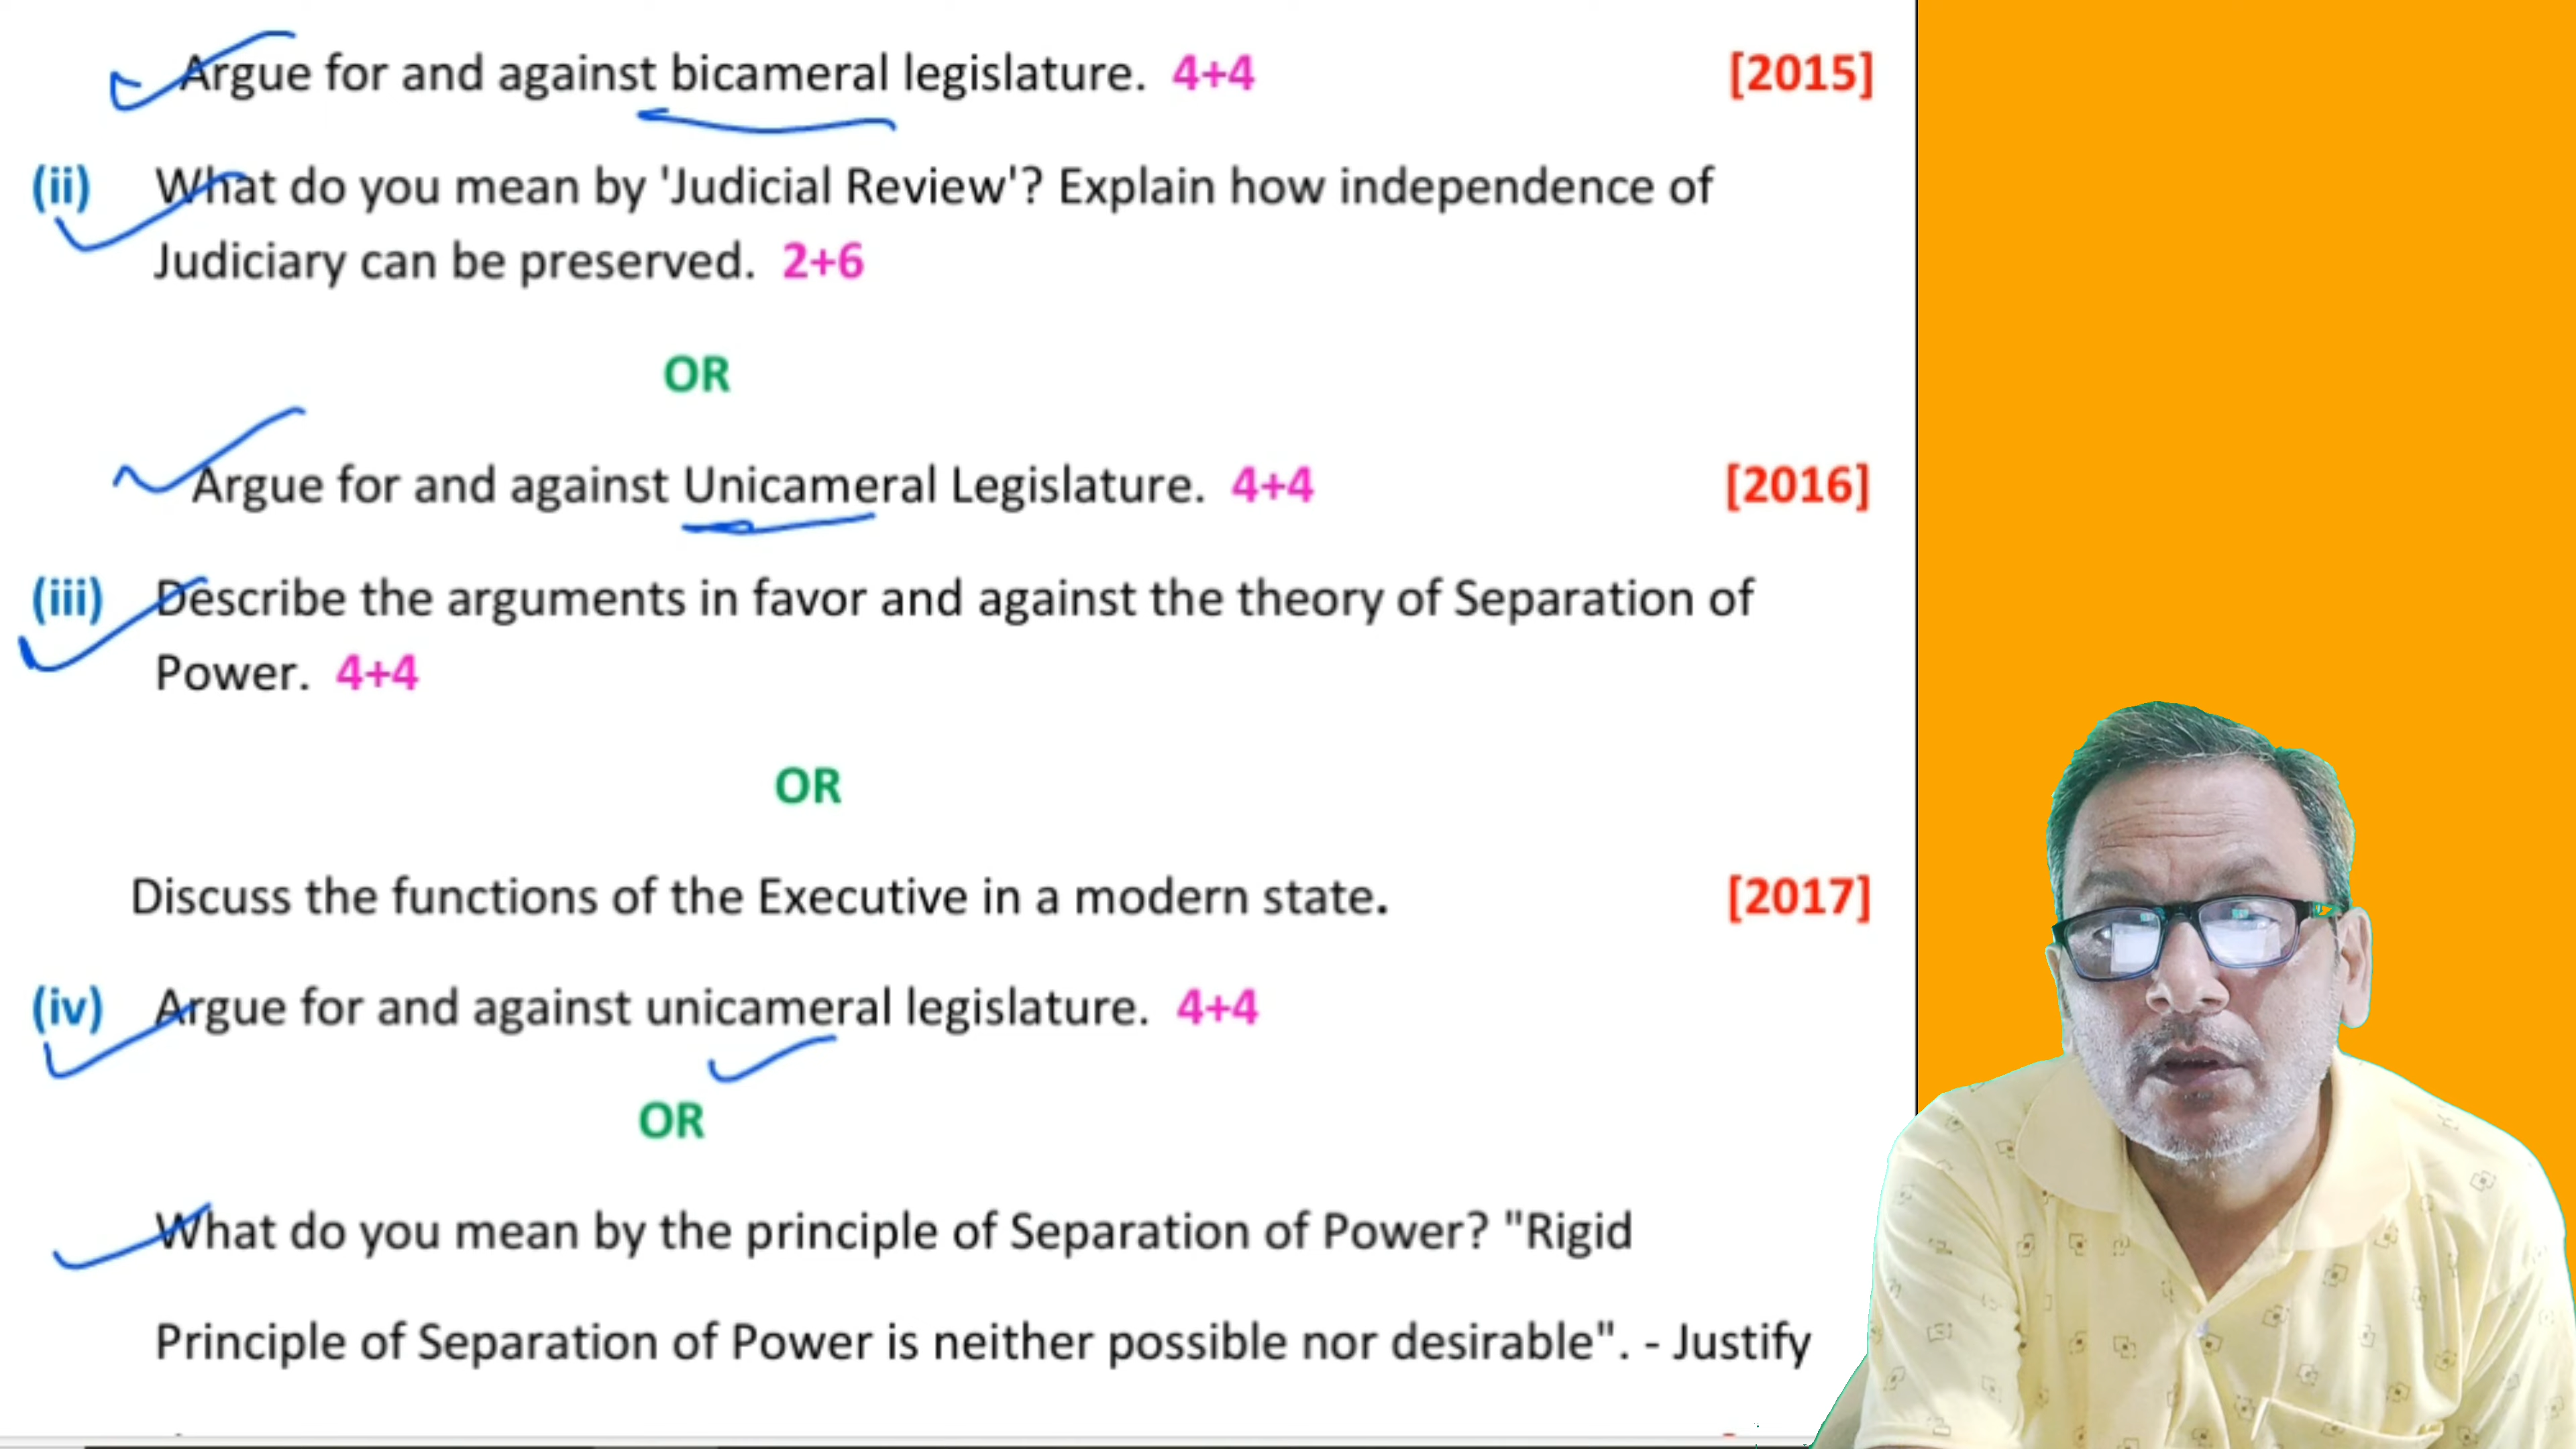 Argue for and against bicameral legislature. 4+4 [2015]
(ii) What do you mean by 'Judicial Review'? Explain how independence of
Judiciary can be preserved. 2+6
OR
Argue for and against Unicameral Legislature. 4+4 [2016]
(iii) Describe the arguments in favor and against the theory of Separation of
Power. 4+4
OR
Discuss the functions of the Executive in a modern state. [2017]
(iv) Argue for and against unicameral legislature. 4+4
OR
What do you mean by the principle of Separation of Power? "Rigid
Principle of Separation of Power is neither possible nor desirable". - Justify